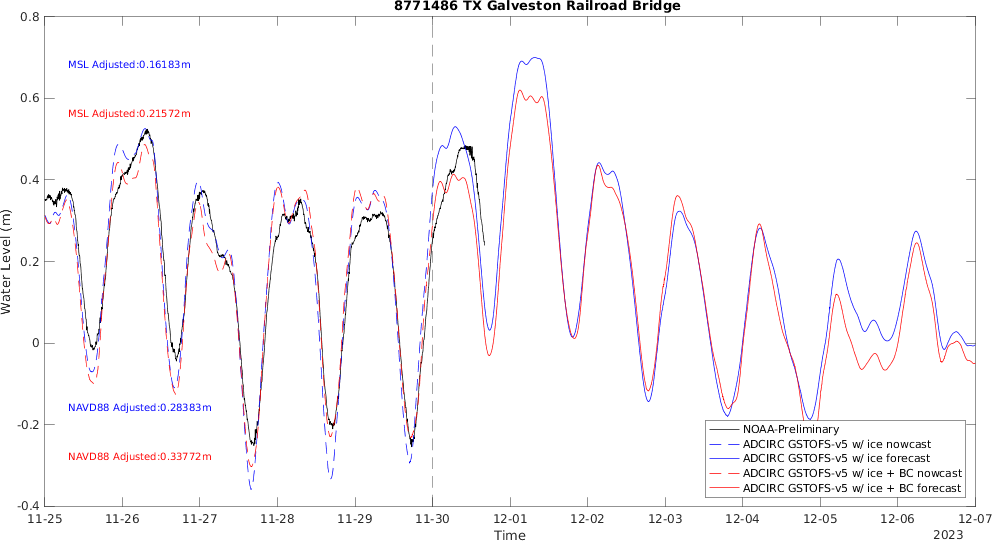 8771486 TX Galveston Railroad Bridge
0.8
0.6
0.4
0.2
0
-0.2
-0.4
Water Level (m)
MSL Adjusted:0.16183m
MSL Adjusted:0.21572m
NAVD88 Adjusted:0.28383m
NAVD88 Adjusted:0.33772m
NOAA-Preliminary
ADCIRC GSTOFS-v5 w/ ice nowcast
ADCIRC GSTOFS-v5 w/ ice forecast
ADCIRC GSTOFS-v5 w/ ice + BC nowcast
ADCIRC GSTOFS-v5 w/ ice + BC forecast
11-25 11-26 11-27 11-28 11-29 11-30 12-01 12-02 12-03 12-04 12-05 12-06 12-07
Time
2023